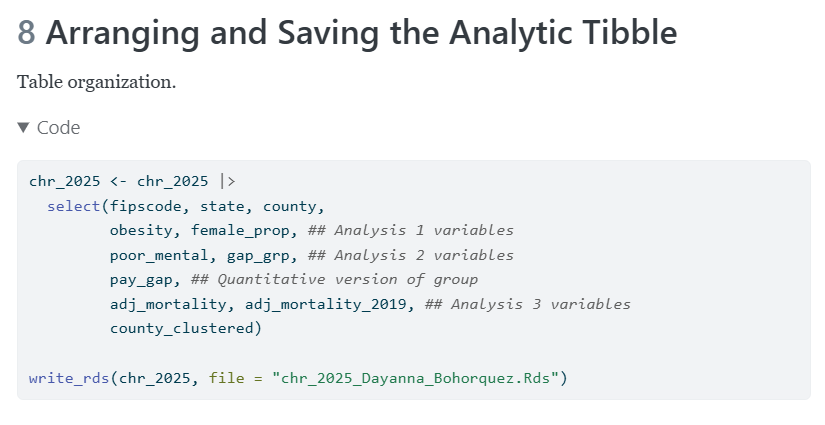 8 Arranging and Saving the Analytic Tibble
Table organization.
▼ Code
chr_2025 <- chr_2025 |>
  select(fipscode, state, county,
         obesity, female_prop, ## Analysis 1 variables
         poor_mental, gap_grp, ## Analysis 2 variables
         pay_gap, ## Quantitative version of group
         adj_mortality, adj_mortality_2019, ## Analysis 3 variables
         county_clustered)
write_rds(chr_2025, file = "chr_2025_Dayanna_Bohorquez.Rds")